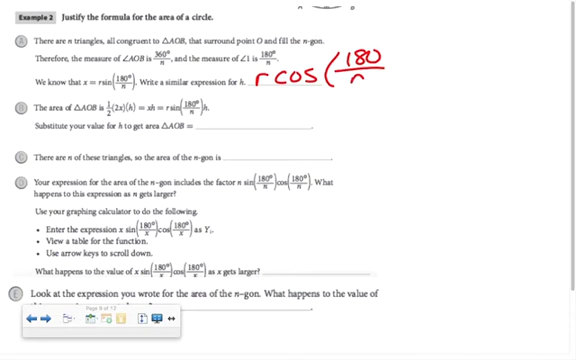 Example 2 Justify the formula for the area of a circle.
A There are n triangles, all congruent to △AOB, that surround point O and fill the n-gon.
Therefore, the measure of ∠AOB is 360°/n, and the measure of ∠1 is 180°/n.
We know that x = rsin(180°/n). Write a similar expression for h. r cos (180/n
B The area of △AOB is 1/2(2x)(h) = xh = rsin(180°/n)h.
Substitute your value for h to get area △AOB = ____.
C There are n of these triangles, so the area of the n-gon is ____.
D Your expression for the area of the n-gon includes the factor n sin(180°/n)cos(180°/n). What
happens to this expression as n gets larger?
Use your graphing calculator to do the following.
• Enter the expression x sin(180°/x)cos(180°/x) as Y₁.
• View a table for the function.
• Use arrow keys to scroll down.
What happens to the value of x sin(180°/x)cos(180°/x) as x gets larger? ____
E Look at the expression you wrote for the area of the n-gon. What happens to the value of